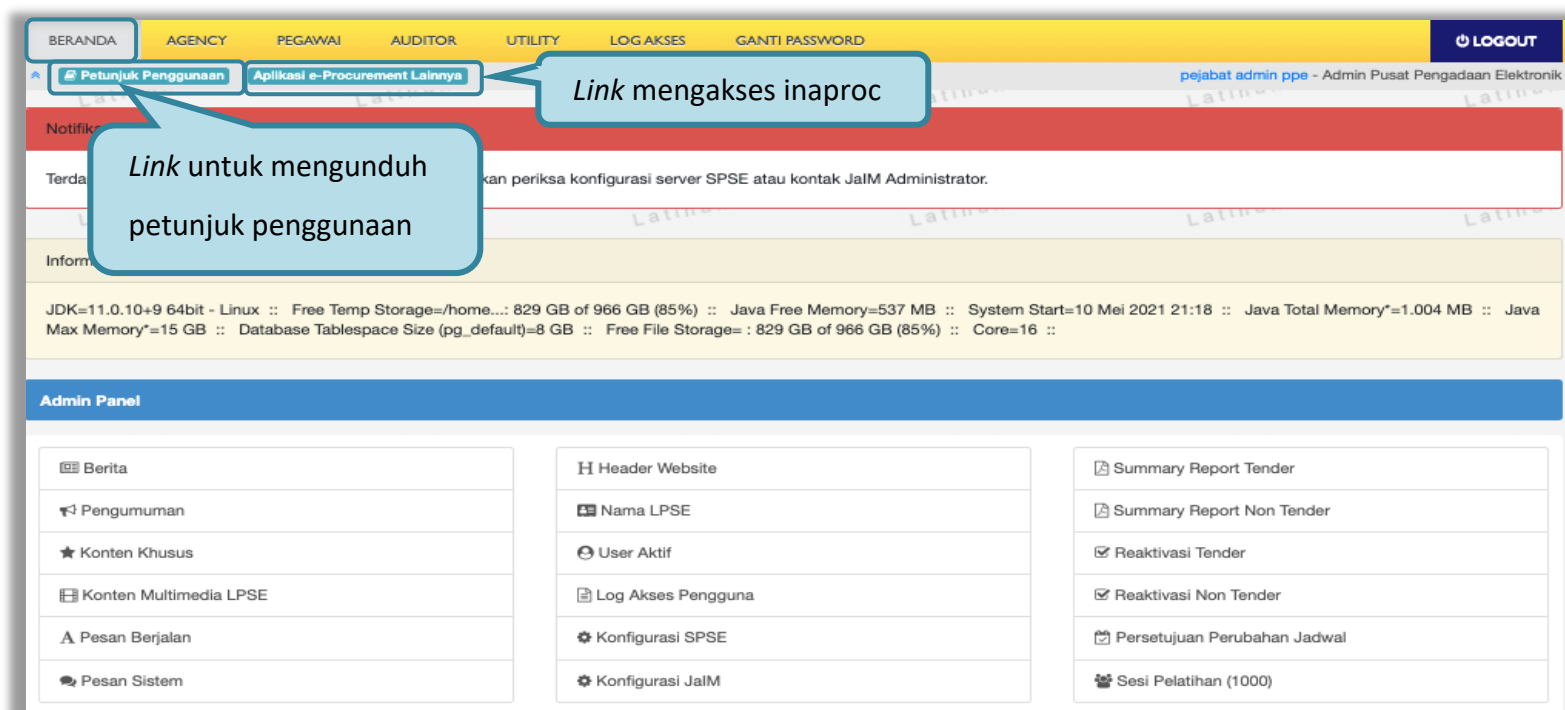 BERANDA AGENCY PEGAWAI AUDITOR UTILITY LOG AKSES GANTI PASSWORD LOGOUT
Petunjuk Penggunaan Aplikasi e-Procurement Lainnya pejabat admin ppe - Admin Pusat Pengadaan Elektronik
Link mengakses inaproc
Link untuk mengunduh
petunjuk penggunaan
periksa konfigurasi server SPSE atau kontak JaIM Administrator.
JDK=11.0.10+9 64bit - Linux :: Free Temp Storage=/home...: 829 GB of 966 GB (85%) :: Java Free Memory=537 MB :: System Start=10 Mei 2021 21:18 :: Java Total Memory*=1.004 MB :: Java
Max Memory*=15 GB :: Database Tablespace Size (pg_default)=8 GB :: Free File Storage= : 829 GB of 966 GB (85%) :: Core=16 ::
Admin Panel
Berita
Pengumuman
Konten Khusus
Konten Multimedia LPSE
Pesan Berjalan
Pesan Sistem
Header Website
Nama LPSE
User Aktif
Log Akses Pengguna
Konfigurasi SPSE
Konfigurasi JaIM
Summary Report Tender
Summary Report Non Tender
Reaktivasi Tender
Reaktivasi Non Tender
Persetujuan Perubahan Jadwal
Sesi Pelatihan (1000)